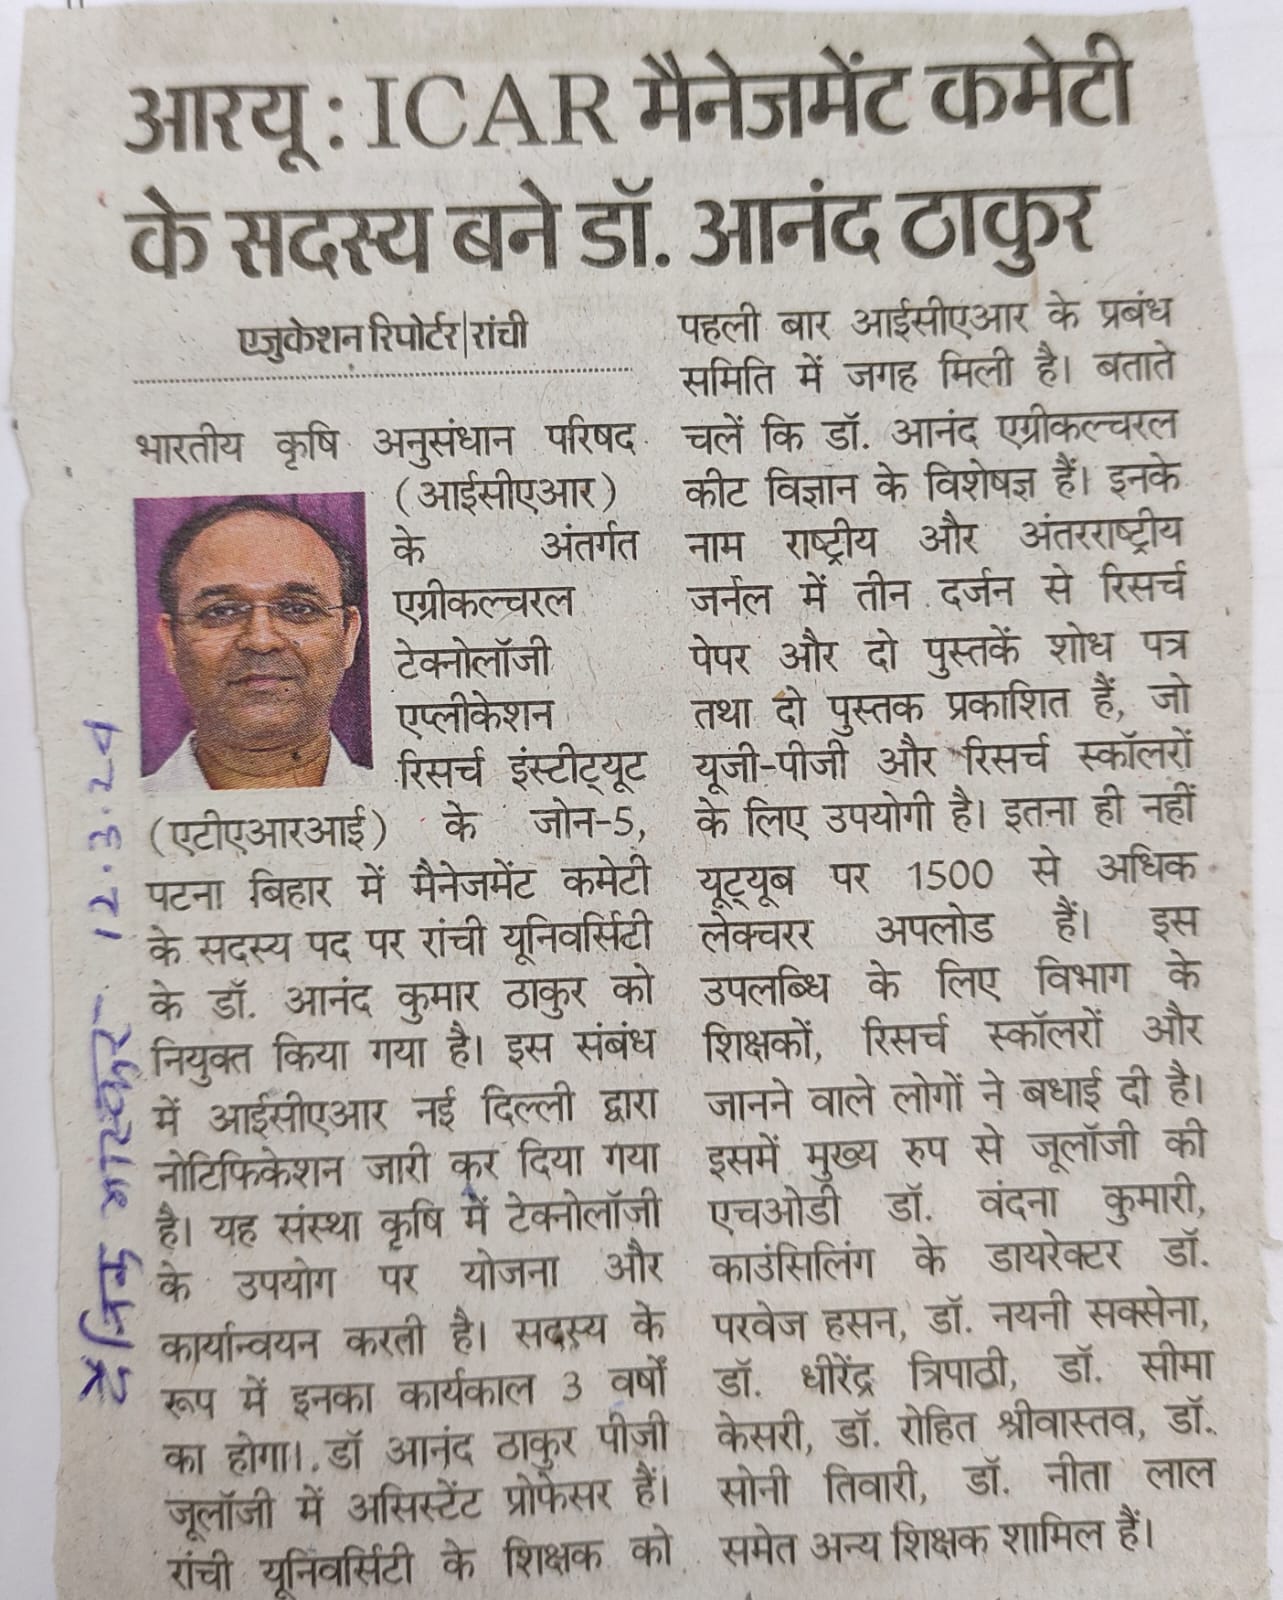 आरयू : ICAR मैनेजमेंट कमेटी
के सदस्य बने डॉ. आनंद ठाकुर
एजुकेशन रिपोर्टर|रांची
भारतीय कृषि अनुसंधान परिषद
(आईसीएआर)
के अंतर्गत
एग्रीकल्चरल
टेक्नोलॉजी
एप्लीकेशन
रिसर्च इंस्टीट्यूट
(एटीएआरआई) के जोन-5,
पटना बिहार में मैनेजमेंट कमेटी
के सदस्य पद पर रांची यूनिवर्सिटी
के डॉ. आनंद कुमार ठाकुर को
नियुक्त किया गया है। इस संबंध
में आईसीएआर नई दिल्ली द्वारा
नोटिफिकेशन जारी कर दिया गया
है। यह संस्था कृषि में टेक्नोलॉजी
के उपयोग पर योजना और
कार्यान्वयन करती है। सदस्य के
रूप में इनका कार्यकाल 3 वर्षों
का होगा। डॉ आनंद ठाकुर पीजी
जूलॉजी में असिस्टेंट प्रोफेसर हैं।
रांची यूनिवर्सिटी के शिक्षक को
पहली बार आईसीएआर के प्रबंध
समिति में जगह मिली है। बताते
चलें कि डॉ. आनंद एग्रीकल्चरल
कीट विज्ञान के विशेषज्ञ हैं। इनके
नाम राष्ट्रीय और अंतरराष्ट्रीय
जर्नल में तीन दर्जन से रिसर्च
पेपर और दो पुस्तकें शोध पत्र
तथा दो पुस्तक प्रकाशित हैं, जो
यूजी-पीजी और रिसर्च स्कॉलरों
के लिए उपयोगी है। इतना ही नहीं
यूट्यूब पर 1500 से अधिक
लेक्चरर अपलोड हैं। इस
उपलब्धि के लिए विभाग के
शिक्षकों, रिसर्च स्कॉलरों और
जानने वाले लोगों ने बधाई दी है।
इसमें मुख्य रुप से जूलॉजी की
एचओडी डॉ. वंदना कुमारी,
काउंसिलिंग के डायरेक्टर डॉ.
परवेज हसन, डॉ. नयनी सक्सेना,
डॉ. धीरेंद्र त्रिपाठी, डॉ. सीमा
केसरी, डॉ. रोहित श्रीवास्तव, डॉ.
सोनी तिवारी, डॉ. नीता लाल
समेत अन्य शिक्षक शामिल हैं।
दैनिक भास्कर - 12.3.24